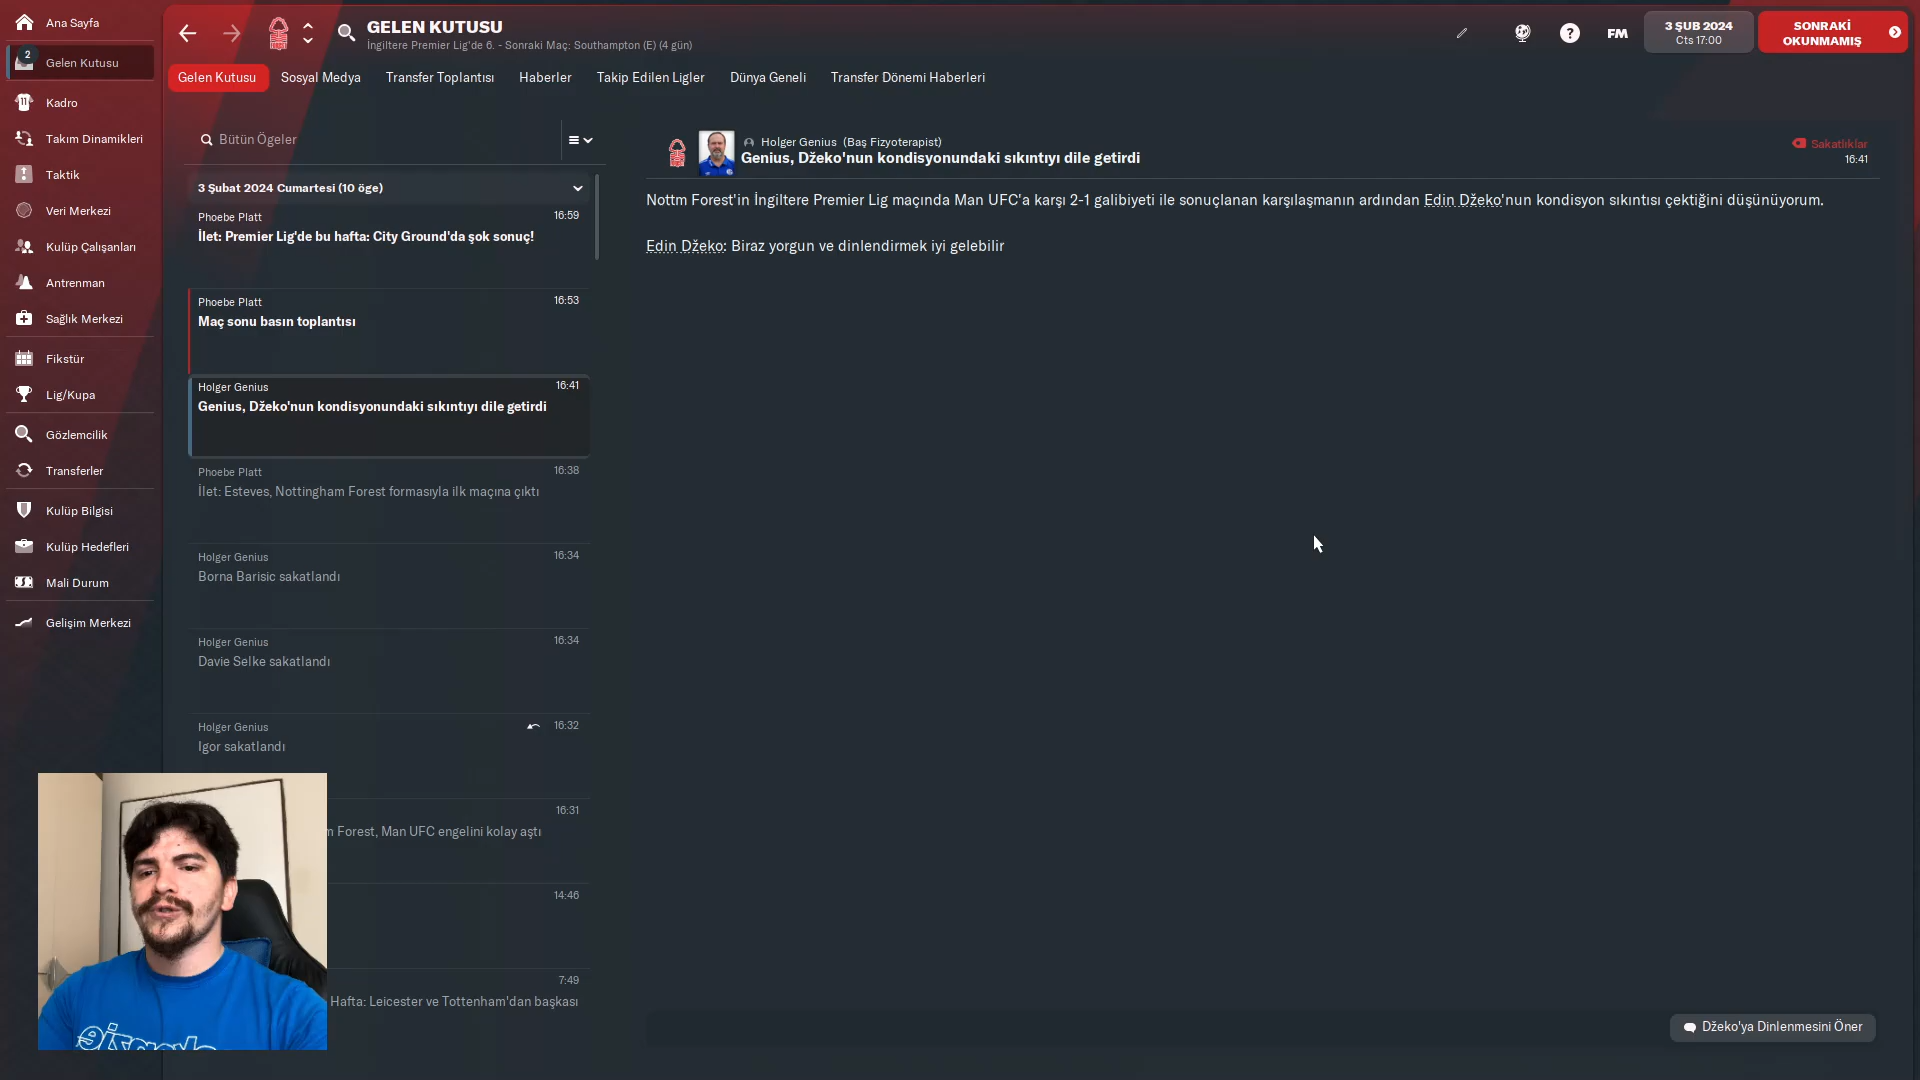 Ana Sayfa
2
Gelen Kutusu
Kadro
Takım Dinamikleri
Taktik
Veri Merkezi
Kulüp Çalışanları
Antrenman
Sağlık Merkezi
Fikstür
Lig/Kupa
Gözlemcilik
Transferler
Kulüp Bilgisi
Kulüp Hedefleri
Mali Durum
Gelişim Merkezi
GELEN KUTUSU
İngiltere Premier Lig'de 6. - Sonraki Maç: Southampton (E) (4 gün)
FM
3 ŞUB 2024
Cts 17:00
SONRAKİ
OKUNMAMIŞ
Gelen Kutusu Sosyal Medya Transfer Toplantısı Haberler Takip Edilen Ligler Dünya Geneli Transfer Dönemi Haberleri
Bütün Ögeler
3 Şubat 2024 Cumartesi (10 öge)
Phoebe Platt 16:59
İlet: Premier Lig'de bu hafta: City Ground'da şok sonuç!
Phoebe Platt 16:53
Maç sonu basın toplantısı
Holger Genius 16:41
Genius, Džeko'nun kondisyonundaki sıkıntıyı dile getirdi
Phoebe Platt 16:38
İlet: Esteves, Nottingham Forest formasıyla ilk maçına çıktı
Holger Genius 16:34
Borna Barisic sakatlandı
Holger Genius 16:34
Davie Selke sakatlandı
Holger Genius 16:32
Igor sakatlandı
16:31
Forest, Man UFC engelini kolay aştı
14:46
7:49
Hafta: Leicester ve Tottenham'dan başkası
Holger Genius (Baş Fizyoterapist)
Genius, Džeko'nun kondisyonundaki sıkıntıyı dile getirdi
Sakatlıklar
16:41
Nottm Forest'in İngiltere Premier Lig maçında Man UFC'a karşı 2-1 galibiyeti ile sonuçlanan karşılaşmanın ardından Edin Džeko'nun kondisyon sıkıntısı çektiğini düşünüyorum.
Edin Džeko: Biraz yorgun ve dinlendirmek iyi gelebilir
Džeko'ya Dinlenmesini Öner